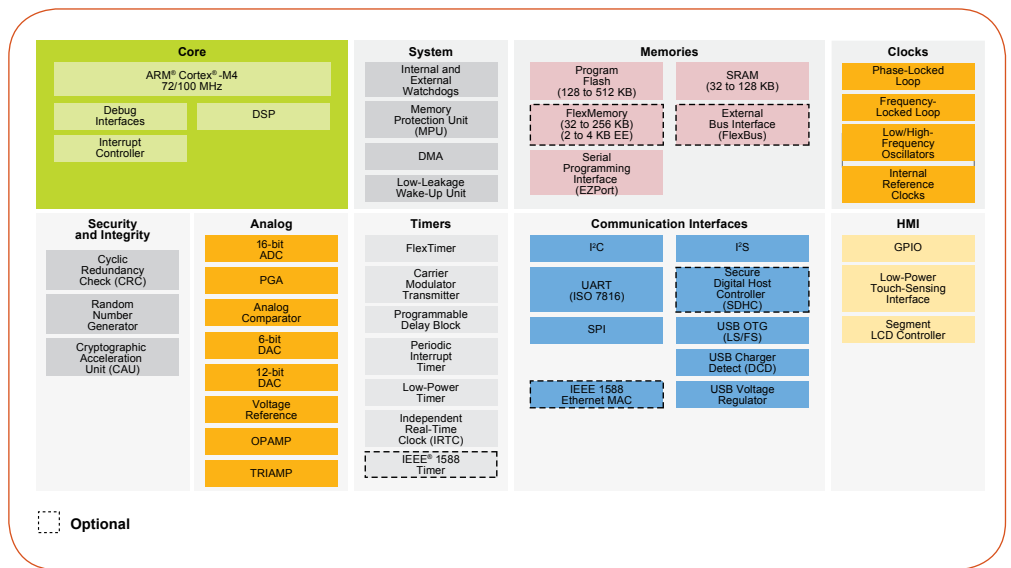 Core
ARM® Cortex®-M4
72/100 MHz
Debug
Interfaces
DSP
Interrupt
Controller
System
Internal and
External
Watchdogs
Memory
Protection Unit
(MPU)
DMA
Low-Leakage
Wake-Up Unit
Memories
Program
Flash
(128 to 512 KB)
SRAM
(32 to 128 KB)
FlexMemory
(32 to 256 KB)
(2 to 4 KB EE)
External
Bus Interface
(FlexBus)
Serial
Programming
Interface
(EZPort)
Clocks
Phase-Locked
Loop
Frequency-
Locked Loop
Low/High-
Frequency
Oscillators
Internal
Reference
Clocks
Security
and Integrity
Cyclic
Redundancy
Check (CRC)
Random
Number
Generator
Cryptographic
Acceleration
Unit (CAU)
Analog
16-bit
ADC
PGA
Analog
Comparator
6-bit
DAC
12-bit
DAC
Voltage
Reference
OPAMP
TRIAMP
Timers
FlexTimer
Carrier
Modulator
Transmitter
Programmable
Delay Block
Periodic
Interrupt
Timer
Low-Power
Timer
Independent
Real-Time
Clock (IRTC)
IEEE® 1588
Timer
Communication Interfaces
I²C
I²S
UART
(ISO 7816)
Secure
Digital Host
Controller
(SDHC)
SPI
USB OTG
(LS/FS)
USB Charger
Detect (DCD)
IEEE 1588
Ethernet MAC
USB Voltage
Regulator
HMI
GPIO
Low-Power
Touch-Sensing
Interface
Segment
LCD Controller
Optional